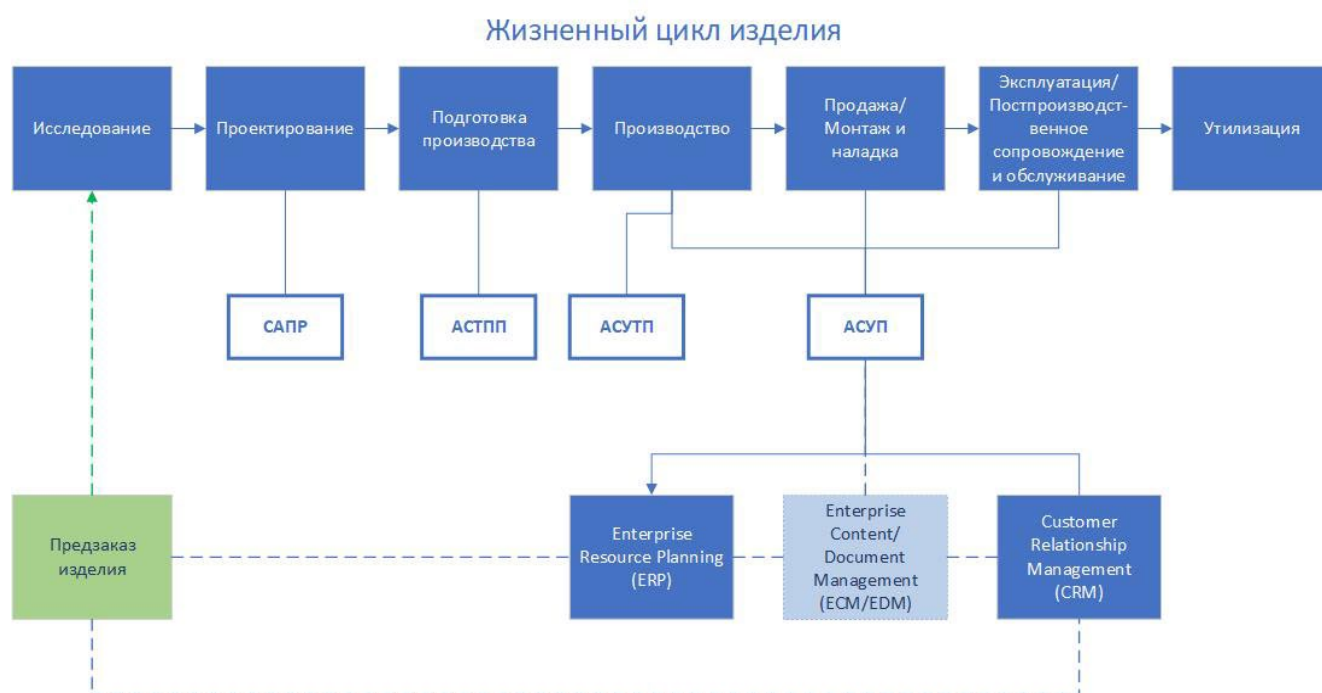 Жизненный цикл изделия
Исследование
Проектирование
Подготовка
производства
Производство
Продажа/
Монтаж и
наладка
Эксплуатация/
Постпроизводст-
венное
сопровождение
и обслуживание
Утилизация
САПР
АСТПП
АСУТП
АСУП
Предзаказ
изделия
Enterprise
Resource Planning
(ERP)
Enterprise
Content/
Document
Management
(ECM/EDM)
Customer
Relationship
Management
(CRM)